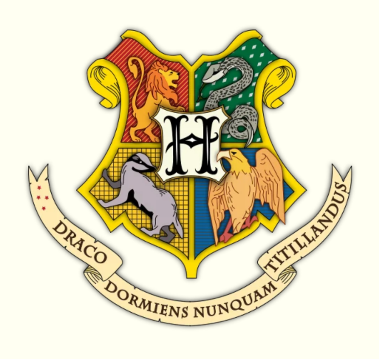 H
DRACO
DORMIENS NUNQUAM
TITILLANDUS